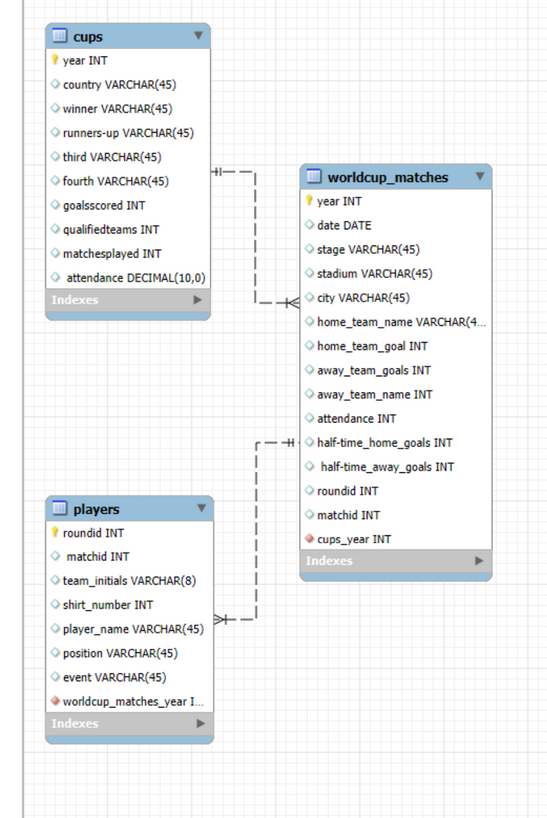 cups
year INT
country VARCHAR(45)
winner VARCHAR(45)
runners-up VARCHAR(45)
third VARCHAR(45)
fourth VARCHAR(45)
goalsscored INT
qualifiedteams INT
matchesplayed INT
attendance DECIMAL(10,0)
Indexes
worldcup_matches
year INT
date DATE
stage VARCHAR(45)
stadium VARCHAR(45)
city VARCHAR(45)
home_team_name VARCHAR(4...
home_team_goal INT
away_team_goals INT
away_team_name INT
attendance INT
half-time_home_goals INT
half-time_away_goals INT
roundid INT
matchid INT
cups_year INT
Indexes
players
roundid INT
matchid INT
team_initials VARCHAR(8)
shirt_number INT
player_name VARCHAR(45)
position VARCHAR(45)
event VARCHAR(45)
worldcup_matches_year I...
Indexes